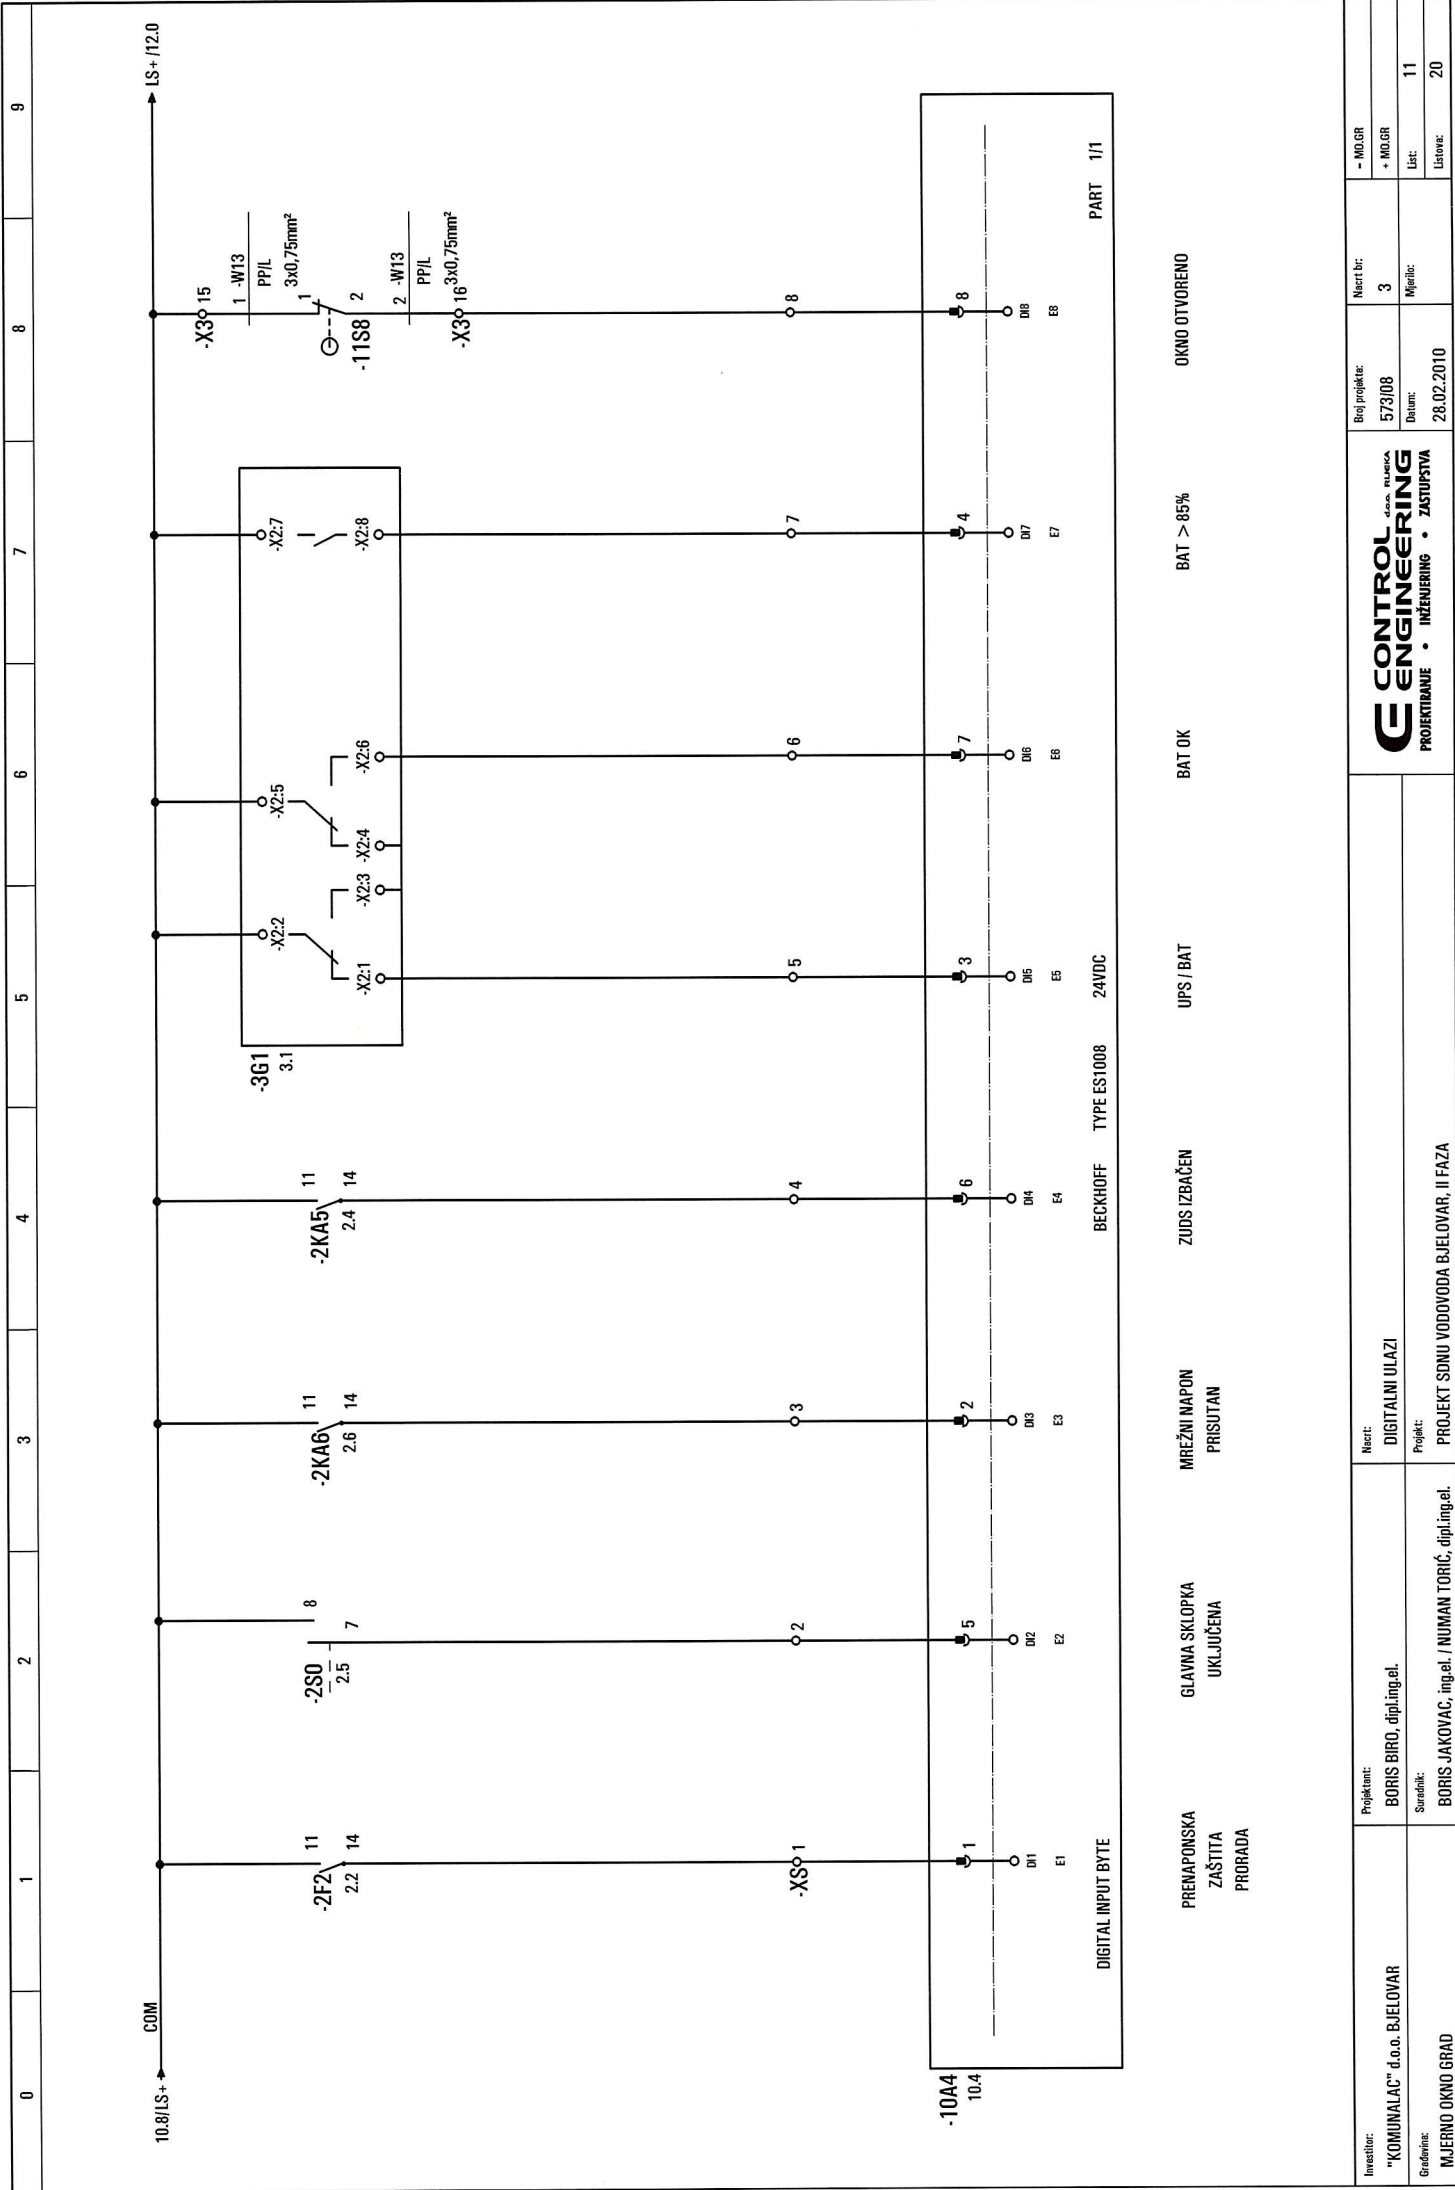 0 1 2 3 4 5 6 7 8 9
10.8/LS+
COM
LS+ /12.0
-2F2
2.2
11
14
-2S0
2.5
8
7
-2KA6
2.6
11
14
-2KA5
2.4
11
14
-3G1
3.1
-X2:2
-X2:1
-X2:3
-X2:5
-X2:4
-X2:6
-X2:7
-X2:8
-X3 15
1 -W13
PP/L
3x0,75mm²
1
2
-11S8
2 -W13
PP/L
3x0,75mm²
-X3 16
-XS 1 2 3 4 5 6 7 8
-10A4
10.4
1 5 2 6 3 7 4 8
DI1 DI2 DI3 DI4 DI5 DI6 DI7 DI8
E1 E2 E3 E4 E5 E6 E7 E8
DIGITAL INPUT BYTE BECKHOFF TYPE ES1008 24VDC PART 1/1
PRENAPONSKA
ZAŠTITA
PRORADA
GLAVNA SKLOPKA
UKLJUČENA
MREŽNI NAPON
PRISUTAN
ZUDS IZBAČEN
UPS / BAT
BAT OK
BAT > 85%
OKNO OTVORENO
Investitor:
"KOMUNALAC" d.o.o. BJELOVAR
Građevina:
MJERNO OKNO GRAD
Projektant:
BORIS BIRO, dipl.ing.el.
Suradnik:
BORIS JAKOVAC, ing.el. / NUMAN TORIĆ, dipl.ing.el.
Nacrt:
DIGITALNI ULAZI
Projekt:
PROJEKT SDNU VODOVODA BJELOVAR, II FAZA
CONTROL d.o.o. RIJEKA
ENGINEERING
PROJEKTIRANJE • INŽENJERING • ZASTUPSTVA
Broj projekta:
573/08
Datum:
28.02.2010
Nacrt br:
3
Mjerilo:
- MO.GR
+ MO.GR
List: 11
Listova: 20